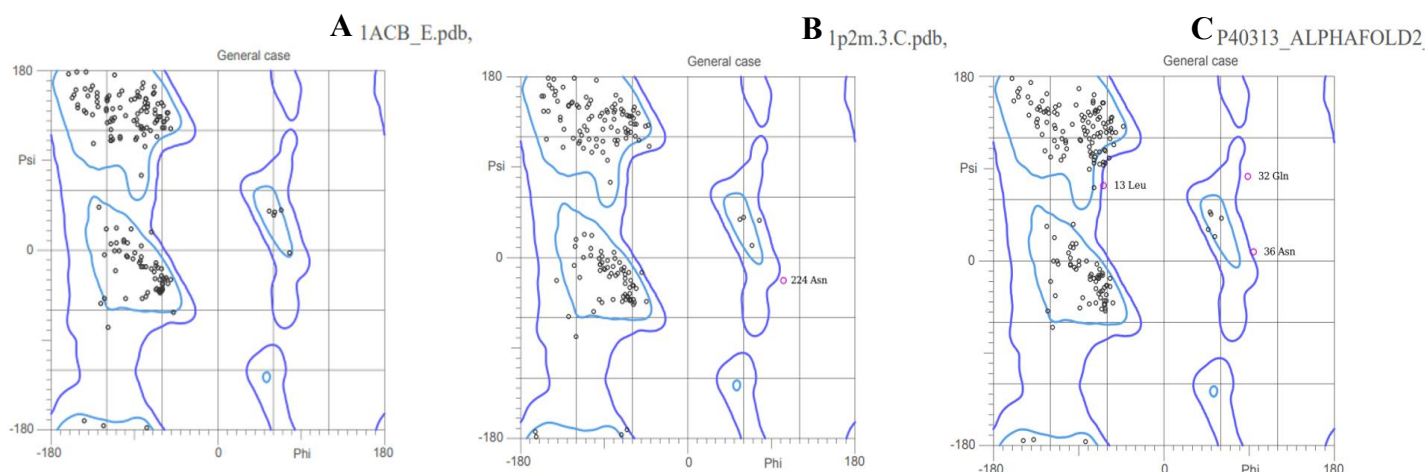 A 1ACB_E.pdb,
General case
180
Psi
0
-180
-180
0
Phi
180
B 1p2m.3.C.pdb,
General case
180
Psi
0
224 Asn
-180
-180
0
Phi
180
C P40313_ALPHAFOLD2_
General case
180
Psi
13 Leu
32 Gln
36 Asn
0
-180
-180
0
Phi
180